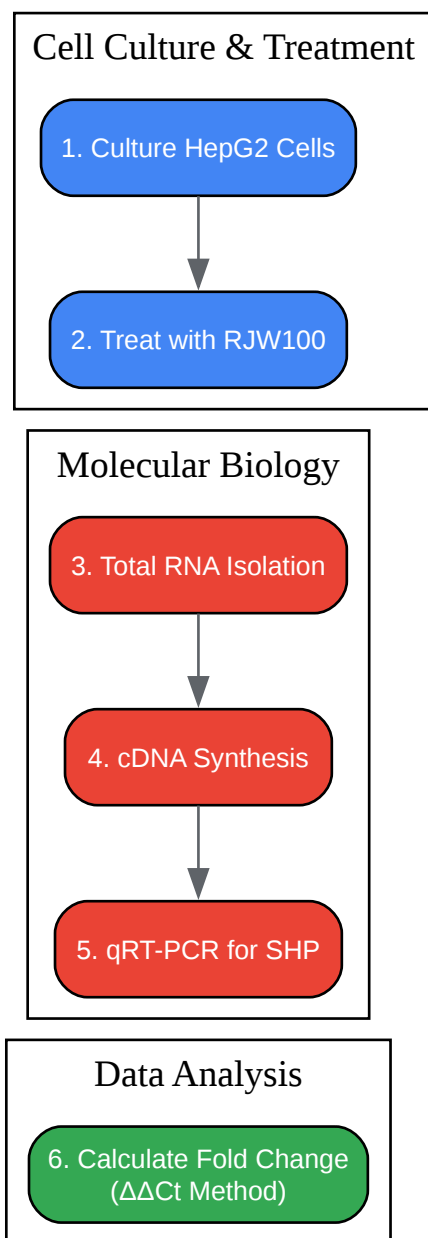 Cell Culture & Treatment
1. Culture HepG2 Cells
2. Treat with RJW100
Molecular Biology
3. Total RNA Isolation
4. cDNA Synthesis
5. qRT-PCR for SHP
Data Analysis
6. Calculate Fold Change
(ΔΔCt Method)